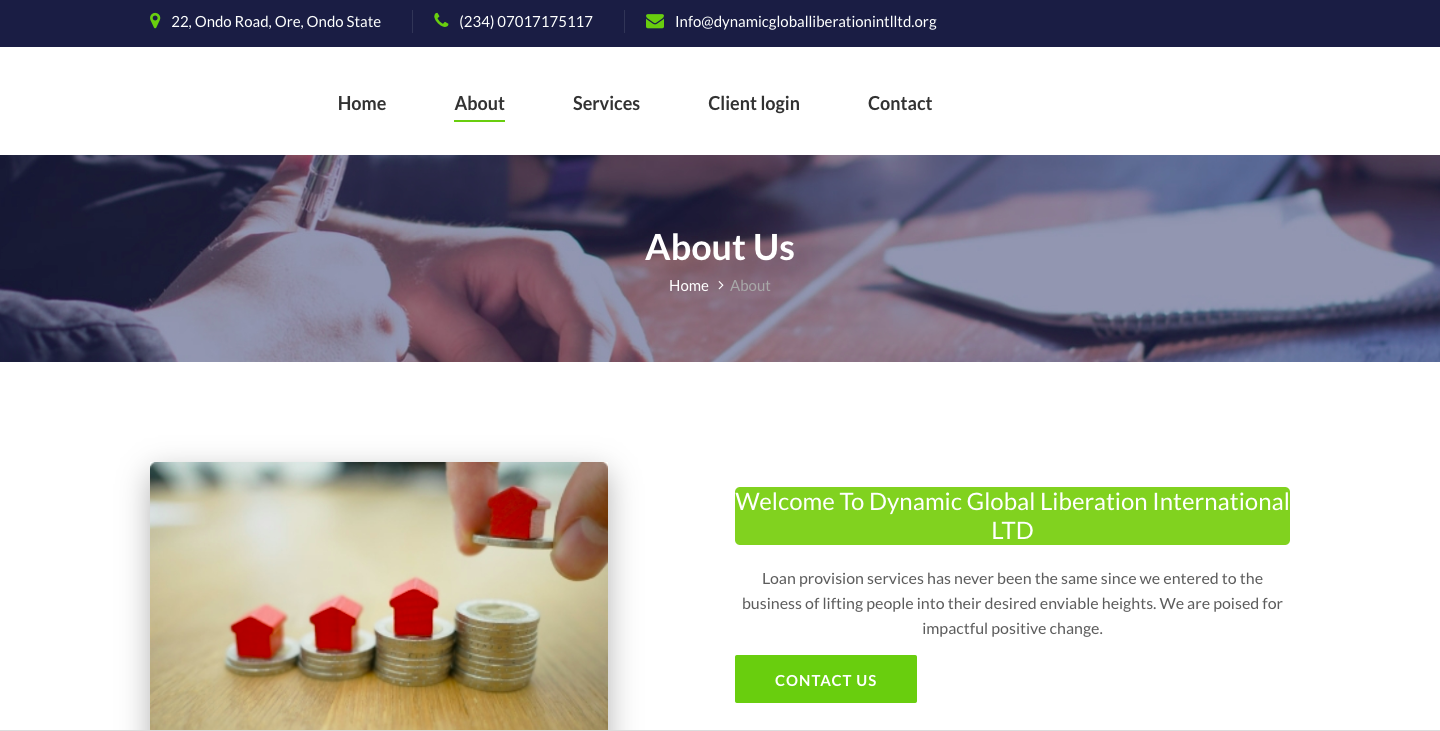 22, Ondo Road, Ore, Ondo State
(234) 07017175117
Info@dynamicgloballiberationintlltd.org
Home
About
Services
Client login
Contact
About Us
Home
About
Welcome To Dynamic Global Liberation International
LTD
Loan provision services has never been the same since we entered to the
business of lifting people into their desired enviable heights. We are poised for
impactful positive change.
CONTACT US